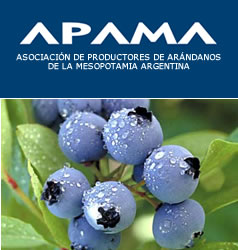 APAMA
ASOCIACIÓN DE PRODUCTORES DE ARÁNDANOS
DE LA MESOPOTAMIA ARGENTINA